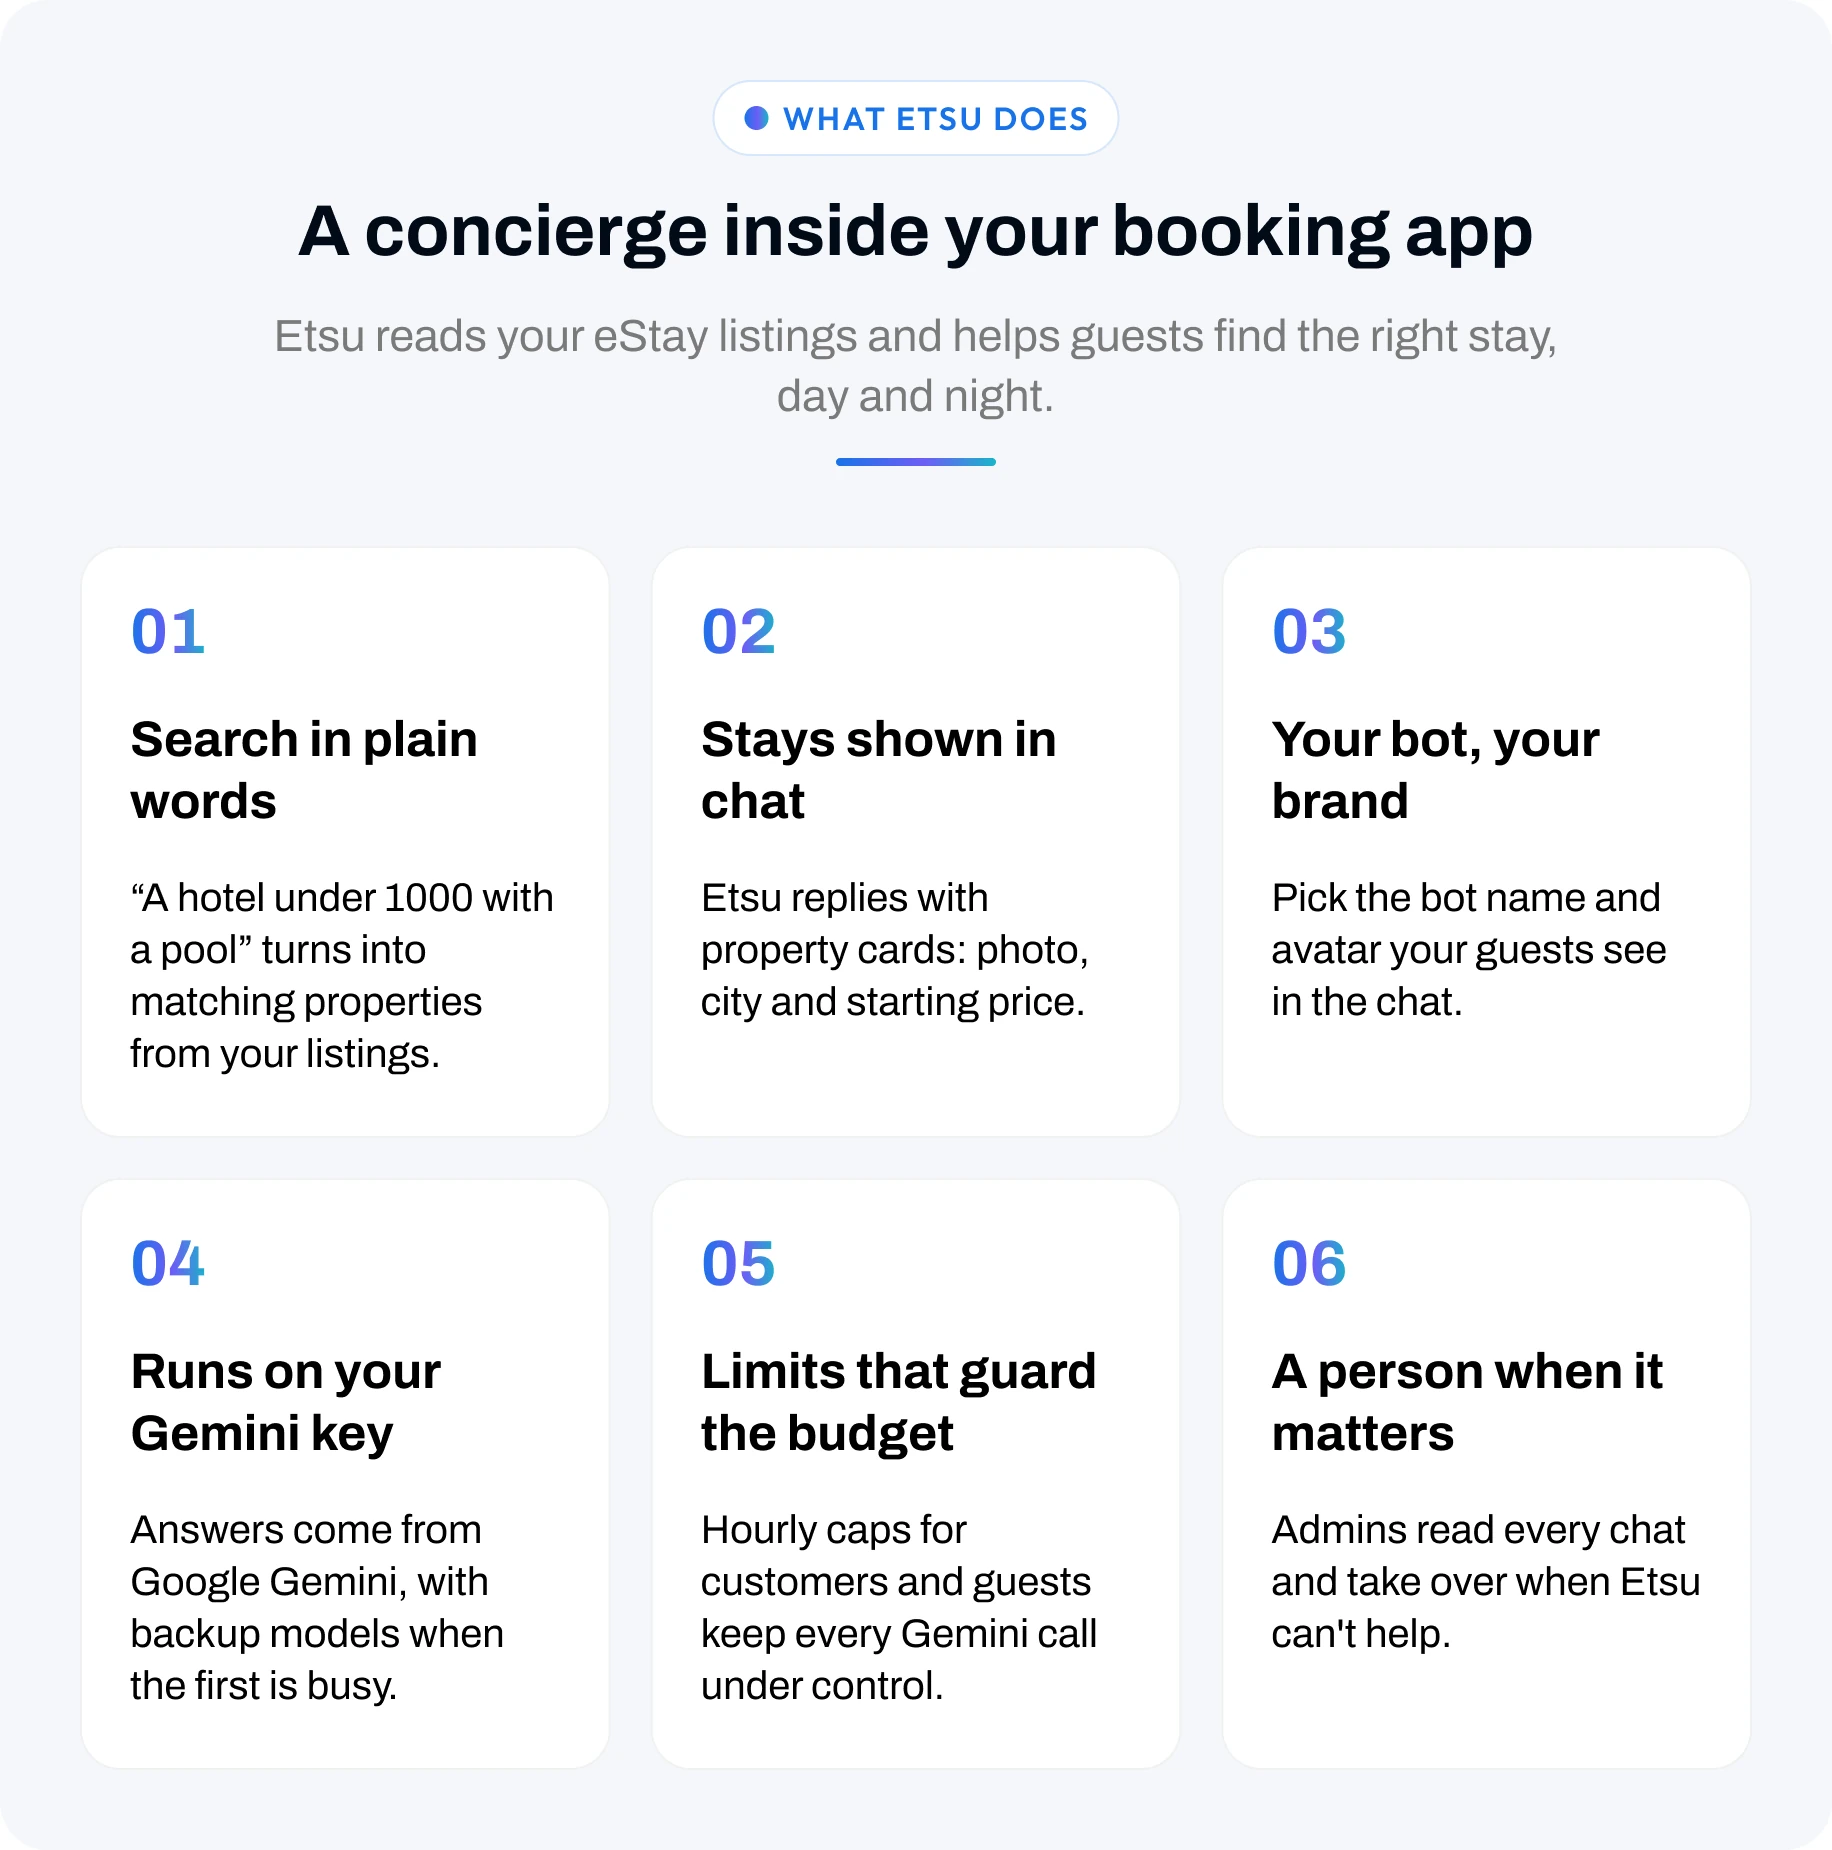 WHAT ETSU DOES
A concierge inside your booking app
Etsu reads your eStay listings and helps guests find the right stay,
day and night.
01
Search in plain
words
“A hotel under 1000 with
a pool” turns into
matching properties
from your listings.
02
Stays shown in
chat
Etsu replies with
property cards: photo,
city and starting price.
03
Your bot, your
brand
Pick the bot name and
avatar your guests see
in the chat.
04
Runs on your
Gemini key
Answers come from
Google Gemini, with
backup models when
the first is busy.
05
Limits that guard
the budget
Hourly caps for
customers and guests
keep every Gemini call
under control.
06
A person when it
matters
Admins read every chat
and take over when Etsu
can't help.